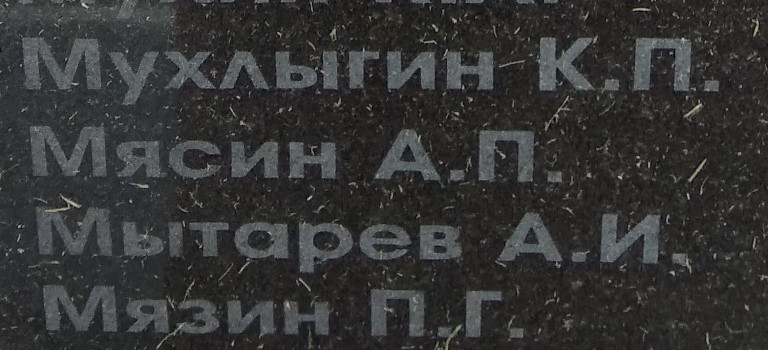 Мухлыгин К.П.
Мясин А.П.
Мытарев А.И.
Мязин П.Г.